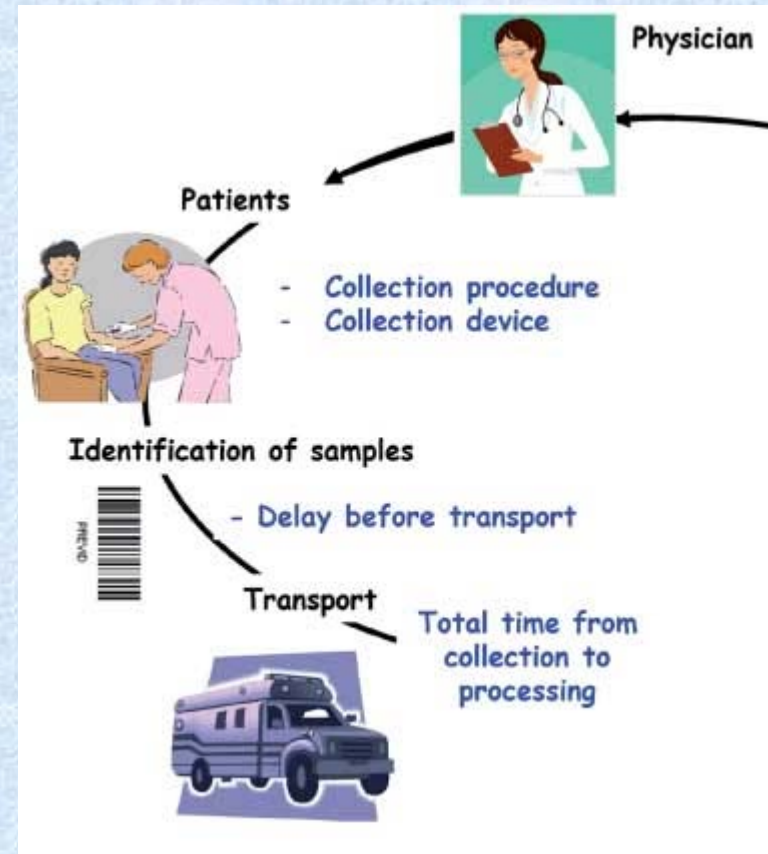 Physician
Patients
- Collection procedure
- Collection device
Identification of samples
- Delay before transport
Transport
Total time from
collection to
processing